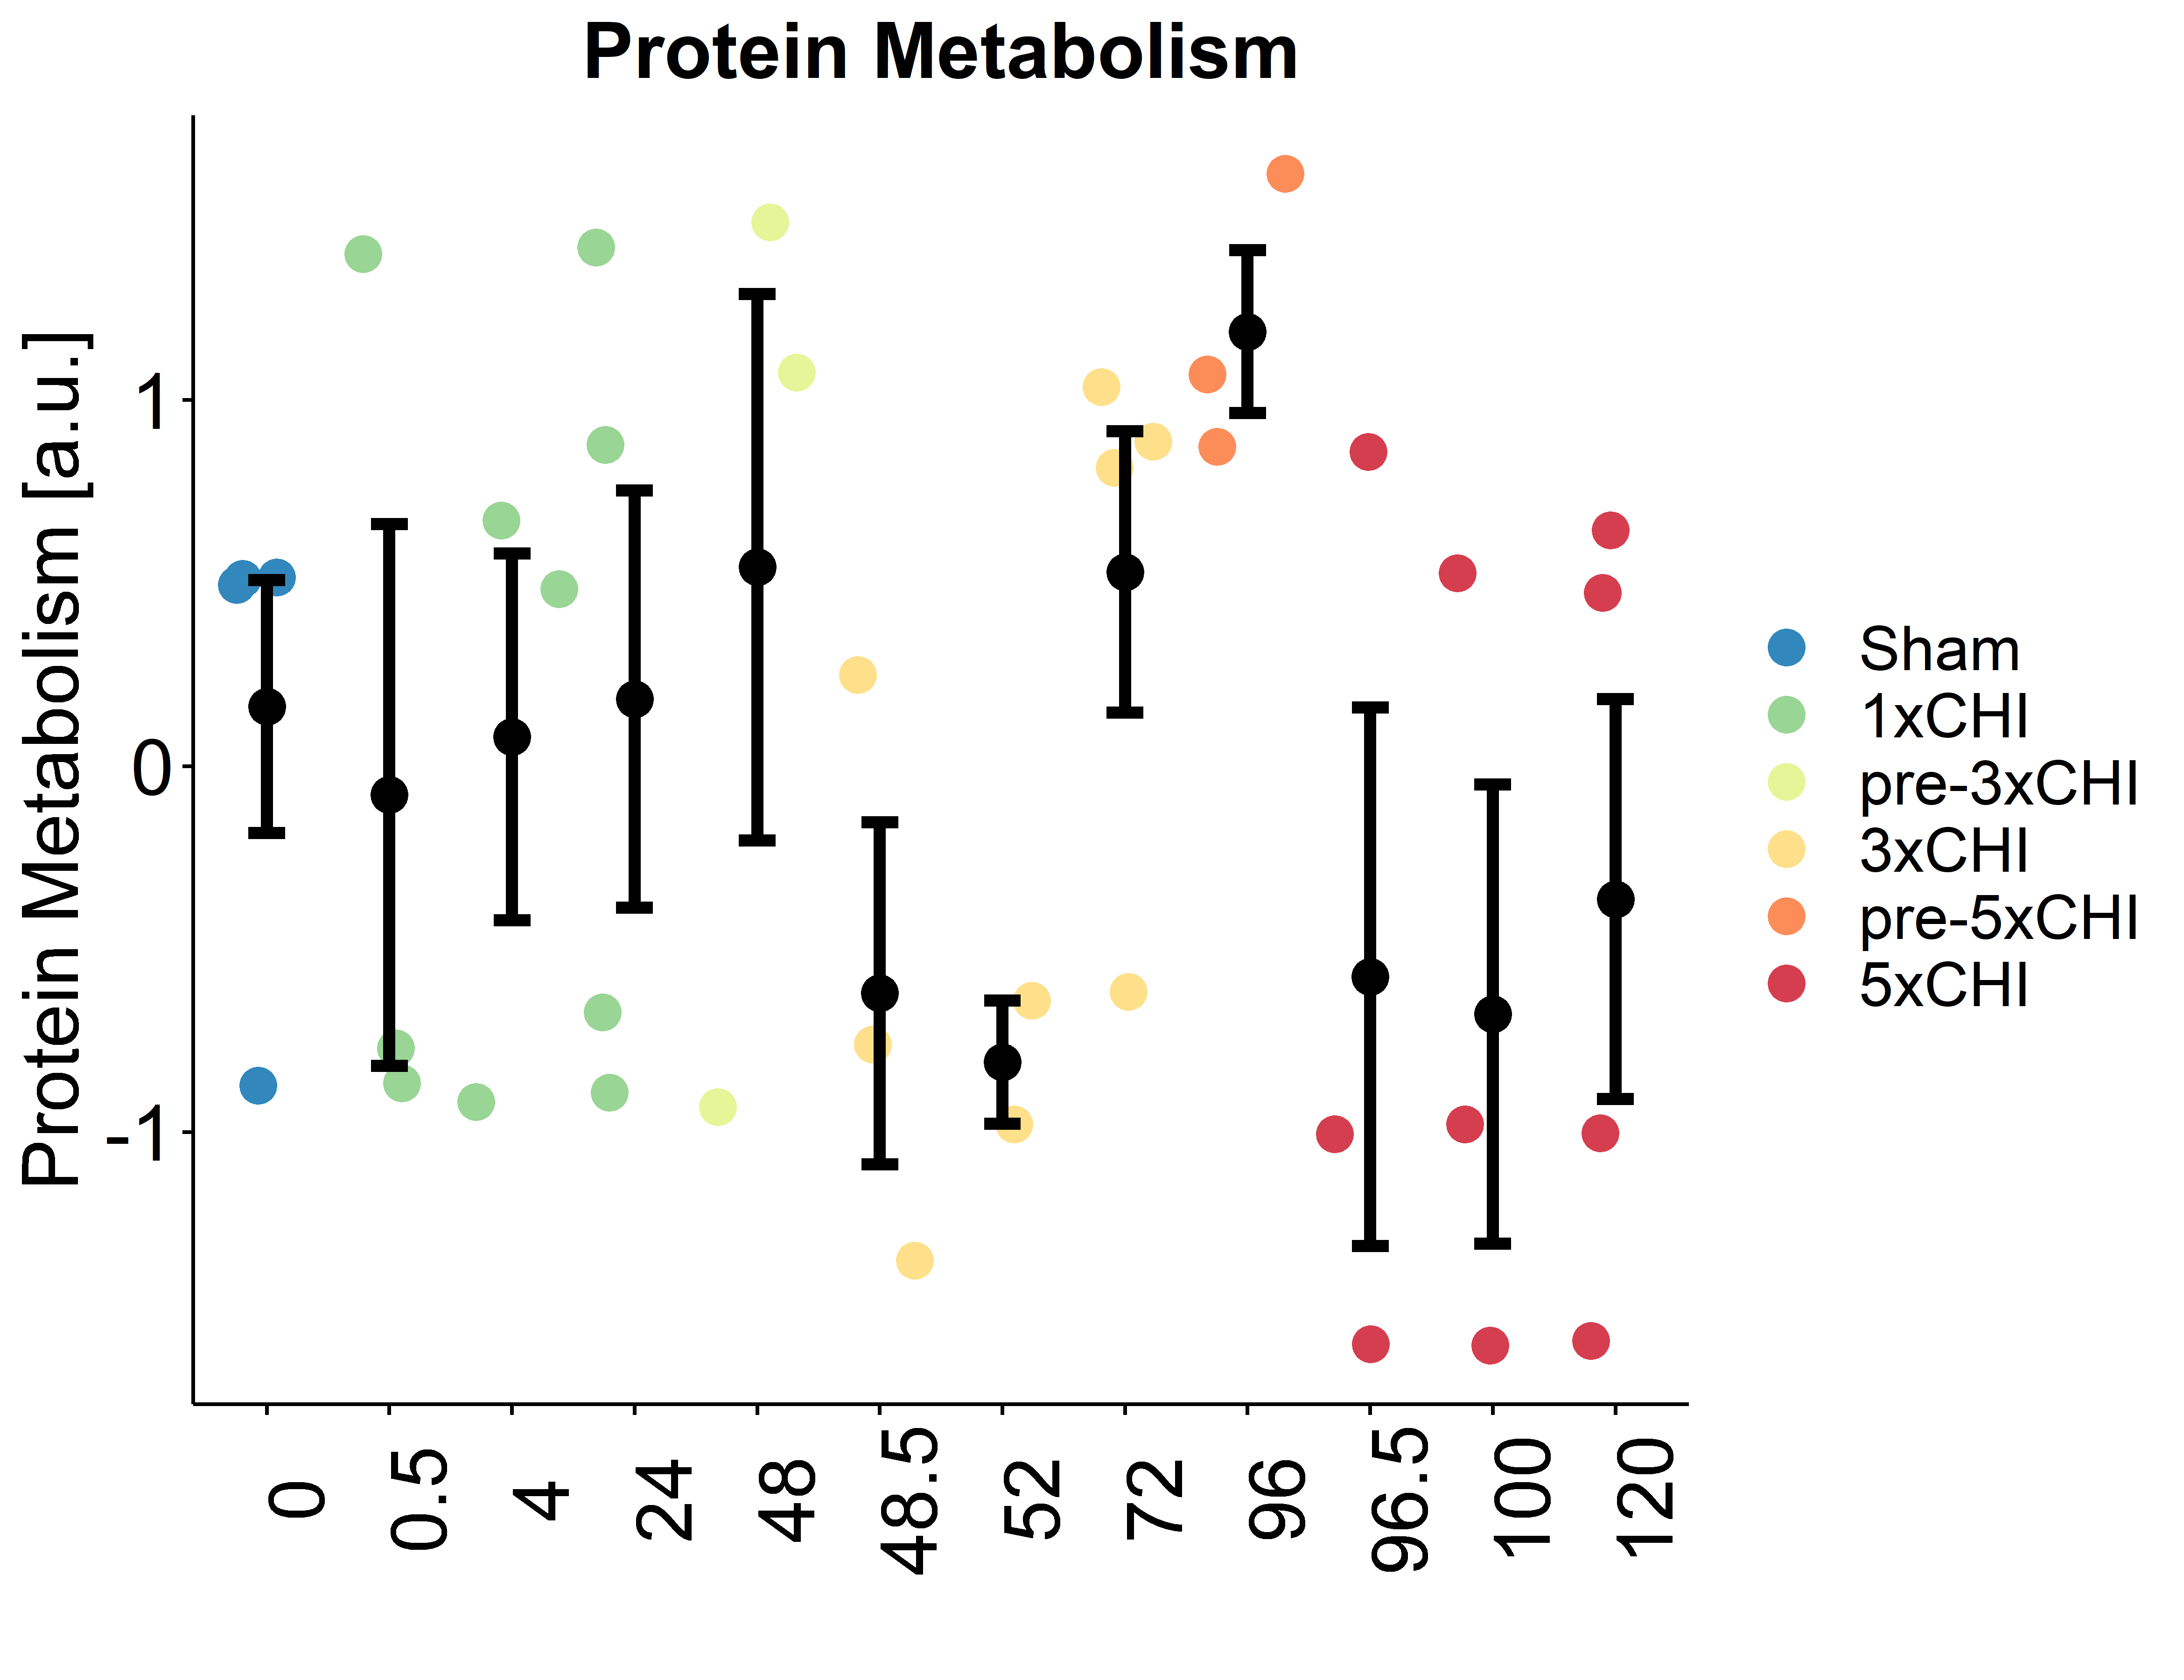 Protein Metabolism
Protein Metabolism [a.u.]
1
0
-1
0
0.5
4
24
48
48.5
52
72
96
96.5
100
120
Sham
1xCHI
pre-3xCHI
3xCHI
pre-5xCHI
5xCHI